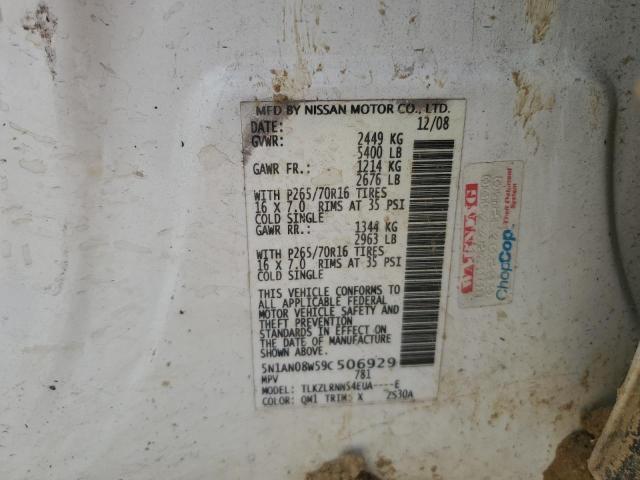 MFD BY NISSAN MOTOR CO., LTD.
DATE: 12/08
GVWR: 2449 KG
5400 LB
GAWR FR.: 1214 KG
2676 LB
WITH P265/70R16 TIRES
16 X 7.0 RIMS AT 35 PSI
COLD SINGLE
GAWR RR.: 1344 KG
2963 LB
WITH P265/70R16 TIRES
16 X 7.0 RIMS AT 35 PSI
COLD SINGLE
THIS VEHICLE CONFORMS TO
ALL APPLICABLE FEDERAL
MOTOR VEHICLE SAFETY AND
THEFT PREVENTION
STANDARDS IN EFFECT ON
THE DATE OF MANUFACTURE
SHOWN ABOVE.
5N1AN08W59C506929
MPV 781
MODEL: TLKZLRNNS4EUA----E
COLOR: QM1 TRIM: X ZS30A
WARNING
ChopCop
Theft Deterrent
System